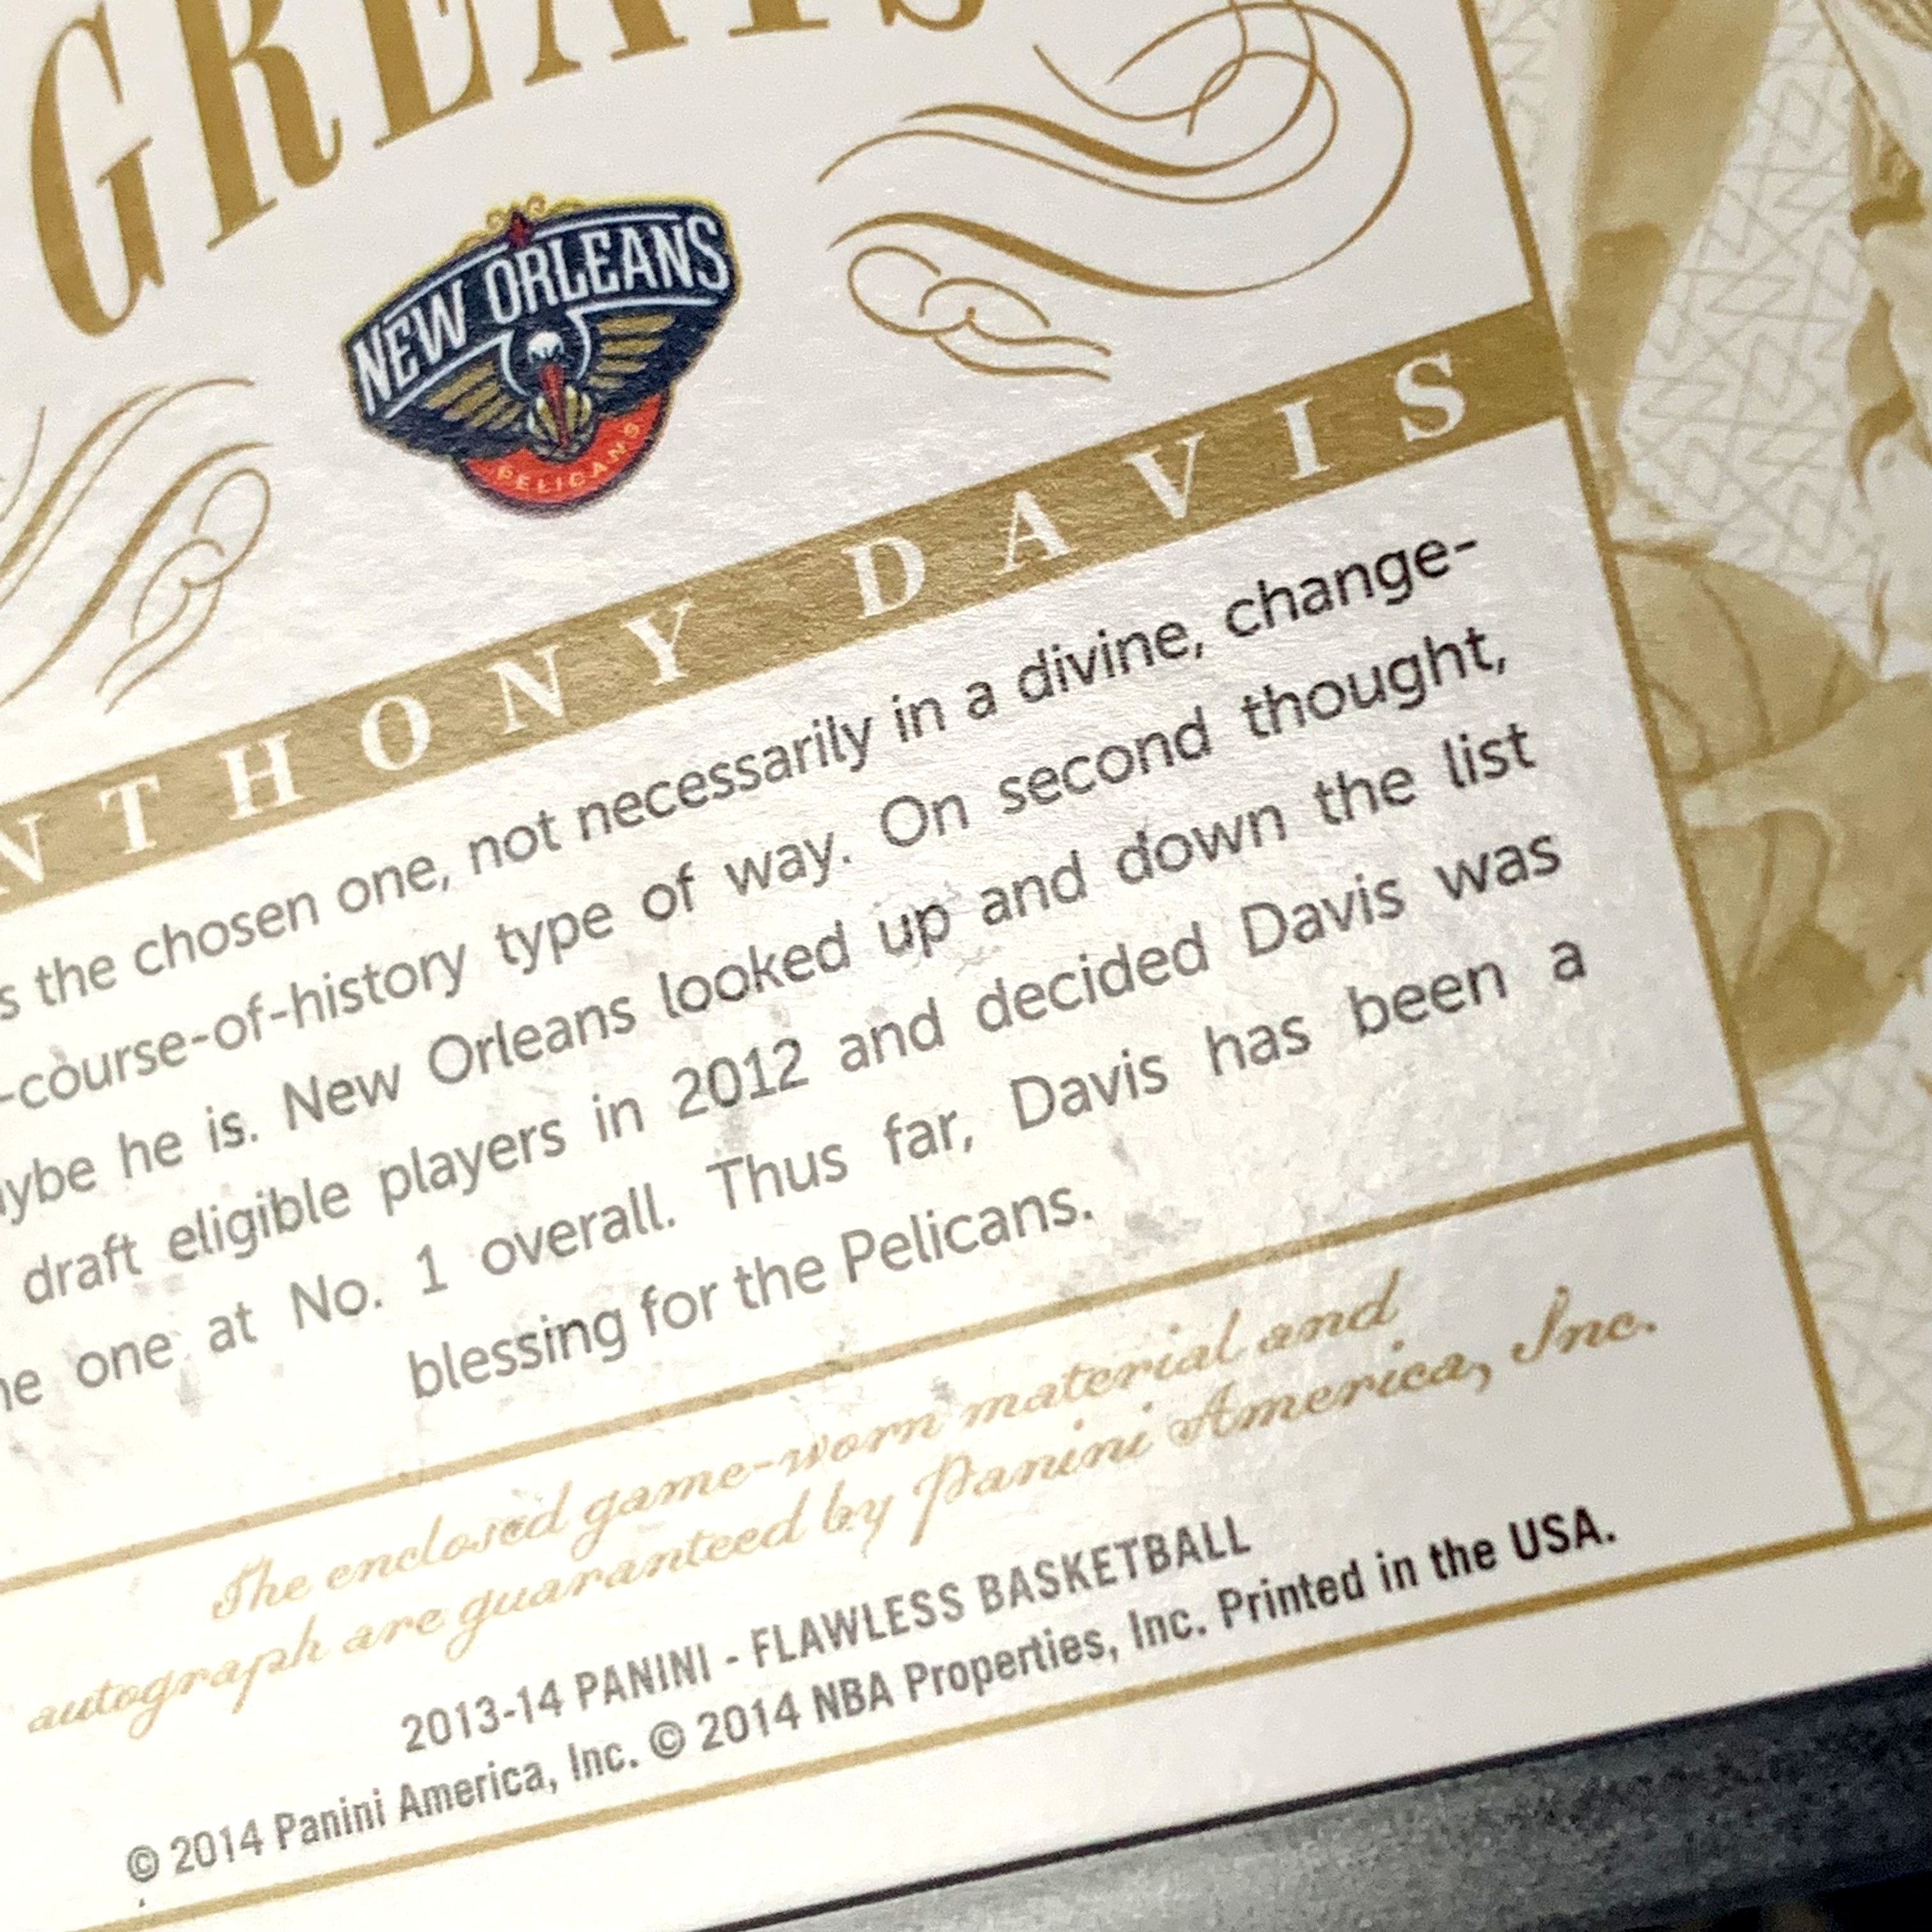 GREATS
NEW ORLEANS
PELICANS
NTHONY DAVIS
s the chosen one, not necessarily in a divine, change-
-course-of-history type of way. On second thought,
aybe he is. New Orleans looked up and down the list
draft eligible players in 2012 and decided Davis was
he one at No. 1 overall. Thus far, Davis has been a
blessing for the Pelicans.
The enclosed game-worn material and
autograph are guaranteed by Panini America, Inc.
2013-14 PANINI - FLAWLESS BASKETBALL
© 2014 Panini America, Inc. © 2014 NBA Properties, Inc. Printed in the USA.